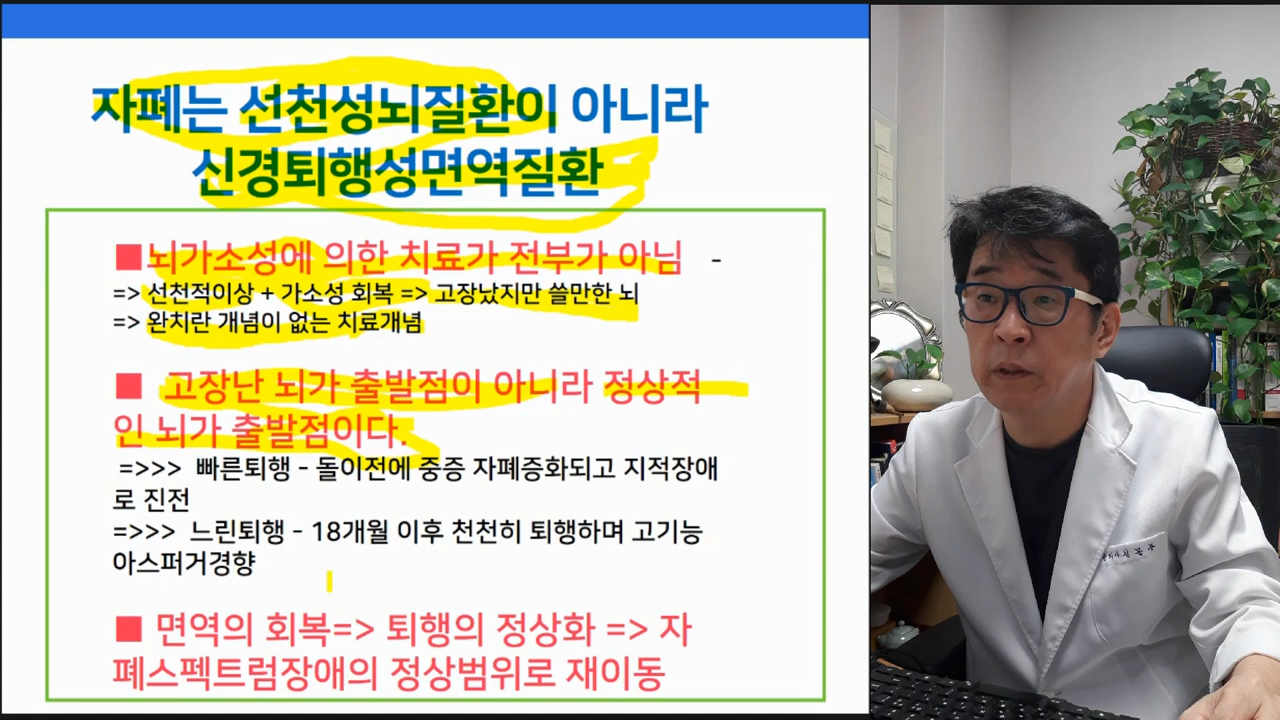 자폐는 선천성뇌질환이 아니라
신경퇴행성면역질환
■뇌가소성에 의한 치료가 전부가 아님 -
=> 선천적이상 + 가소성 회복 => 고장났지만 쓸만한 뇌
=> 완치란 개념이 없는 치료개념
■ 고장난 뇌가 출발점이 아니라 정상적
인 뇌가 출발점이다.
=>>> 빠른퇴행 - 돌이전에 중증 자폐증화되고 지적장애
로 진전
=>>> 느린퇴행 - 18개월 이후 천천히 퇴행하며 고기능
아스퍼거경향
■ 면역의 회복=> 퇴행의 정상화 => 자
폐스펙트럼장애의 정상범위로 재이동